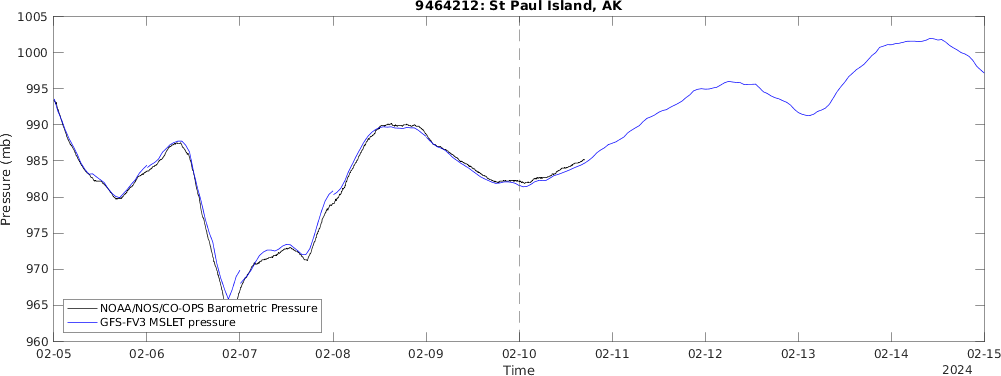 9464212: St Paul Island, AK
1005
1000
995
990
985
980
975
970
965
960
Pressure (mb)
NOAA/NOS/CO-OPS Barometric Pressure
GFS-FV3 MSLET pressure
02-05 02-06 02-07 02-08 02-09 02-10 02-11 02-12 02-13 02-14 02-15
Time
2024